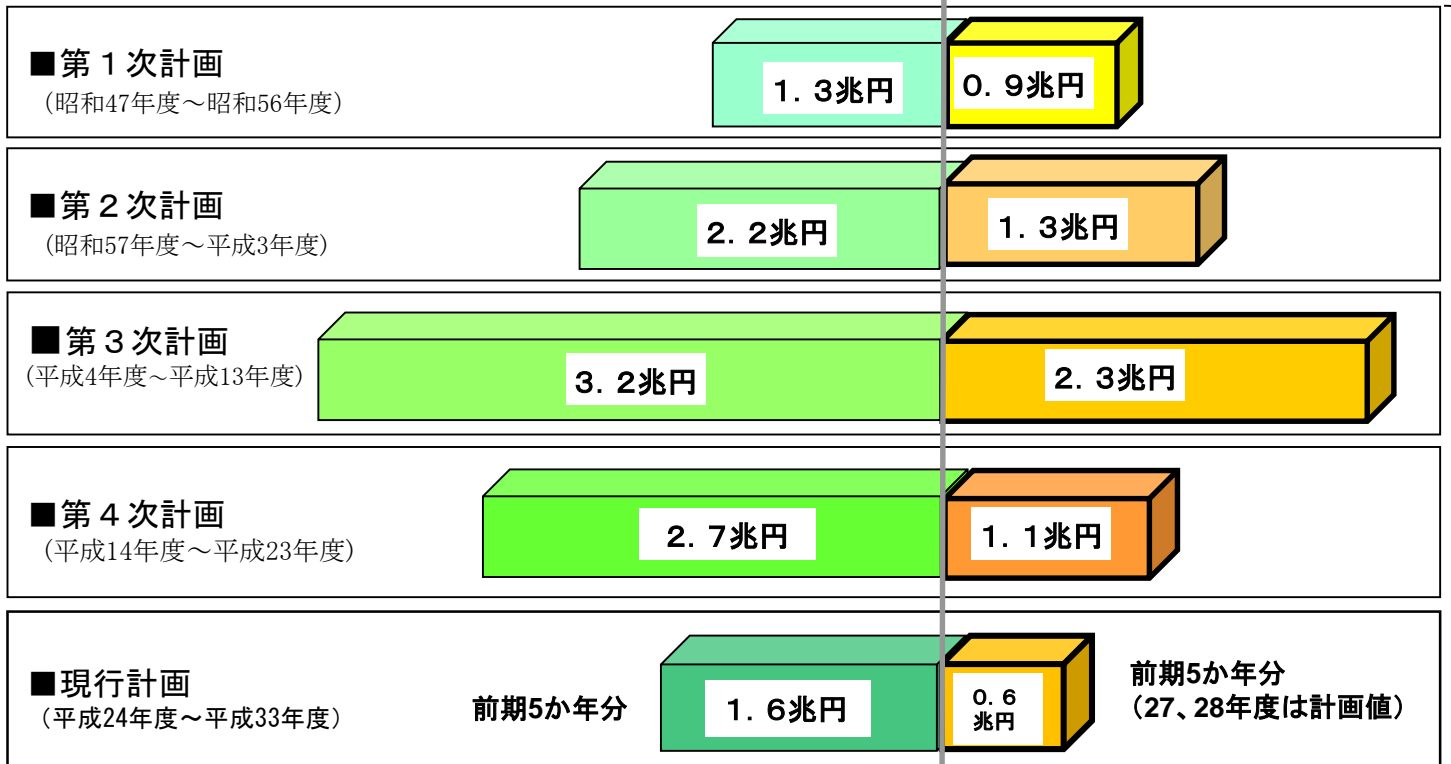 ■第１次計画
（昭和47年度～昭和56年度）
１．３兆円
０．９兆円
■第２次計画
（昭和57年度～平成3年度）
２．２兆円
１．３兆円
■第３次計画
（平成4年度～平成13年度）
３．２兆円
２．３兆円
■第４次計画
（平成14年度～平成23年度）
２．７兆円
１．１兆円
■現行計画
（平成24年度～平成33年度）
前期5か年分
１．６兆円
０．６
兆円
前期5か年分
（27、28年度は計画値）